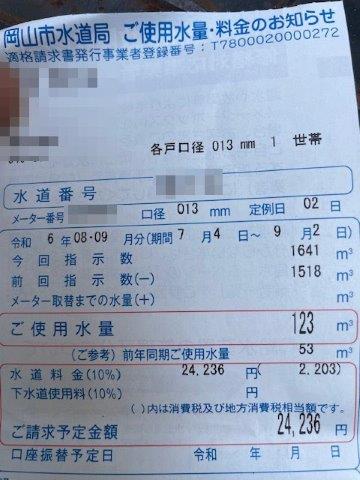 岡山市水道局 ご使用水量・料金のお知らせ
適格請求書発行事業者登録番号：T7800020000272
各戸口径 013 mm 1 世帯
水道番号
メーター番号 口径 013 mm 定例日 02 日
令和 6 年 08-09 月分(期間 7 月 4 日〜 9 月 2 日)
今回指示数 1641 m³
前回指示数(−) 1518 m³
メーター取替までの水量(＋) m³
ご使用水量 123 m³
(ご参考) 前年同期ご使用水量 53 m³
水道料金(10%) 24,236 円( 2,203)
下水道使用料(10%) 円( )
( )内は消費税及び地方消費税相当額です。
ご請求予定金額 24,236 円
口座振替予定日 令和 年 月 日